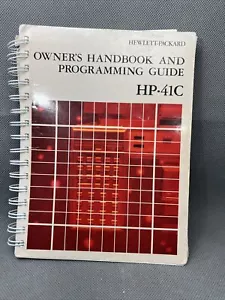 HEWLETT-PACKARD
OWNER'S HANDBOOK AND
PROGRAMMING GUIDE
HP-41C